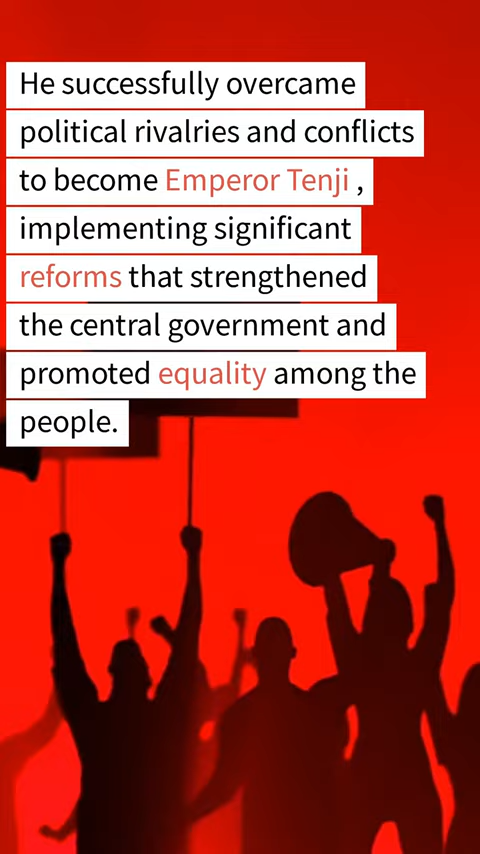 He successfully overcame
political rivalries and conflicts
to become Emperor Tenji ,
implementing significant
reforms that strengthened
the central government and
promoted equality among the
people.